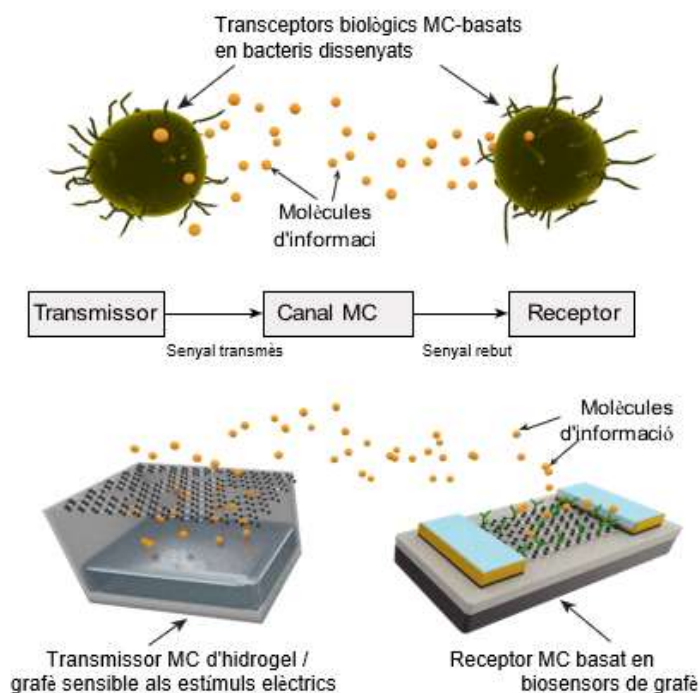 Transceptors biològics MC-basats
en bacteris dissenyats
Molècules
d'informaci
Transmissor
Canal MC
Receptor
Senyal transmès
Senyal rebut
Molècules
d'informació
Transmissor MC d'hidrogel /
grafè sensible als estímuls elèctrics
Receptor MC basat en
biosensors de grafè